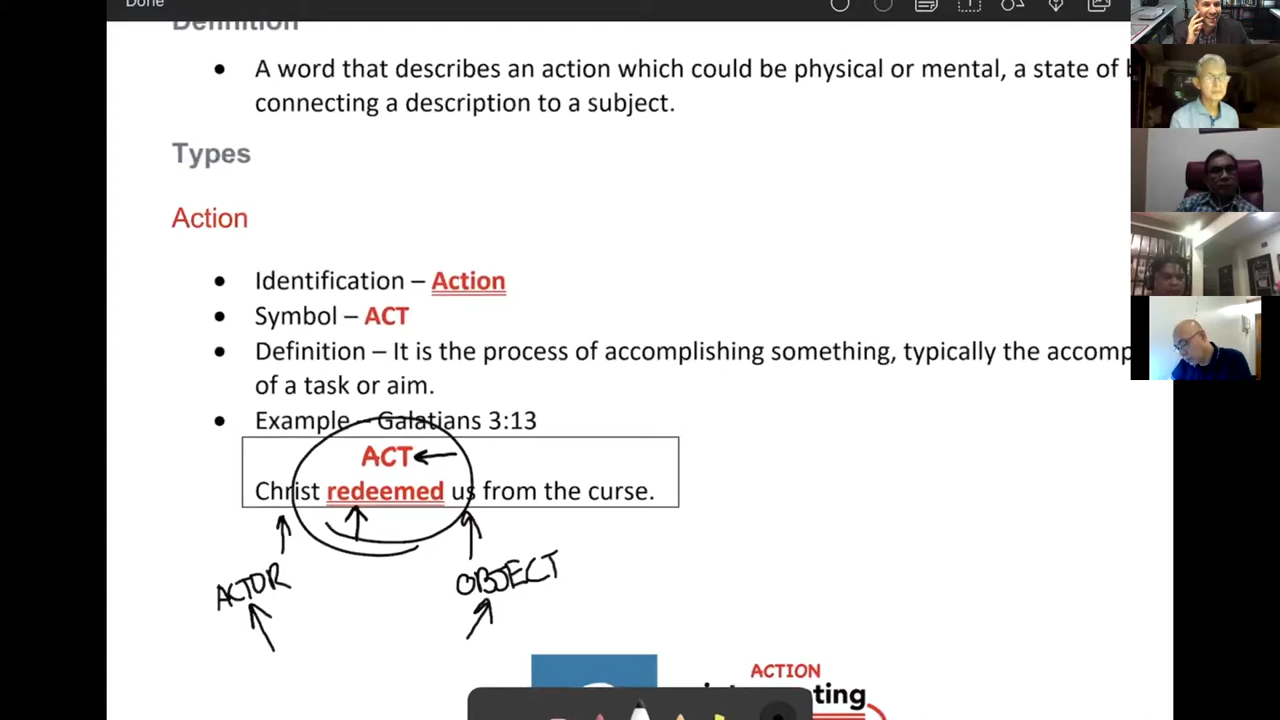 Done
Definition
A word that describes an action which could be physical or mental, a state of
connecting a description to a subject.
Types
Action
Identification – Action
Symbol – ACT
Definition – It is the process of accomplishing something, typically the
of a task or aim.
Example – Galatians 3:13
ACT
Christ redeemed us from the curse.
ACTOR
OBJECT
ACTION